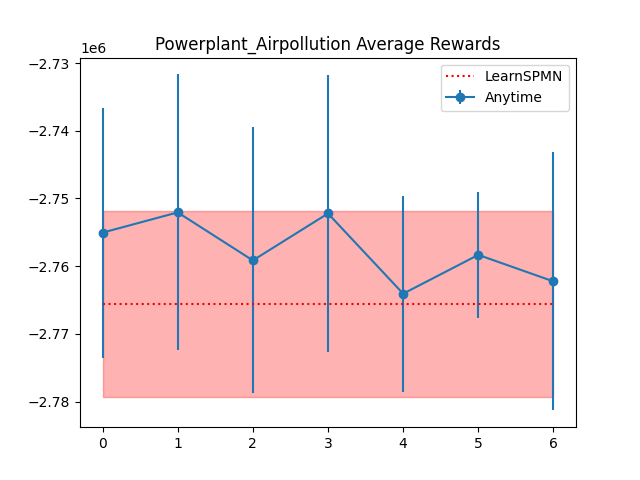 Powerplant_Airpollution Average Rewards
1e6
LearnSPMN
Anytime
−2.73
−2.74
−2.75
−2.76
−2.77
−2.78
0 1 2 3 4 5 6